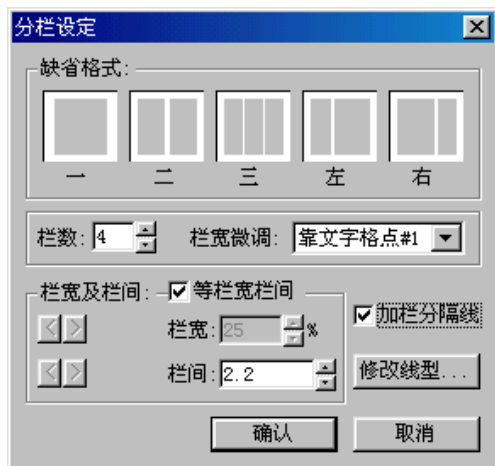 分栏设定
缺省格式:
一 二 三 左 右
栏数: 4 栏宽微调: 靠文字格点#1
栏宽及栏间: 等栏宽栏间
加栏分隔线
< > 栏宽: 25 %
< > 栏间: 2.2
修改线型...
确认 取消